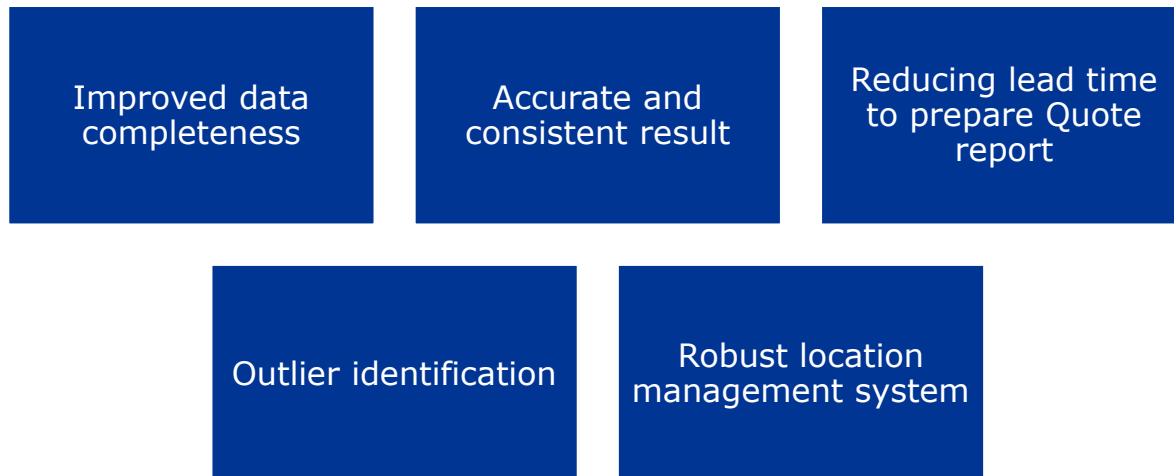 Improved data
completeness
Accurate and
consistent result
Reducing lead time
to prepare Quote
report
Outlier identification
Robust location
management system